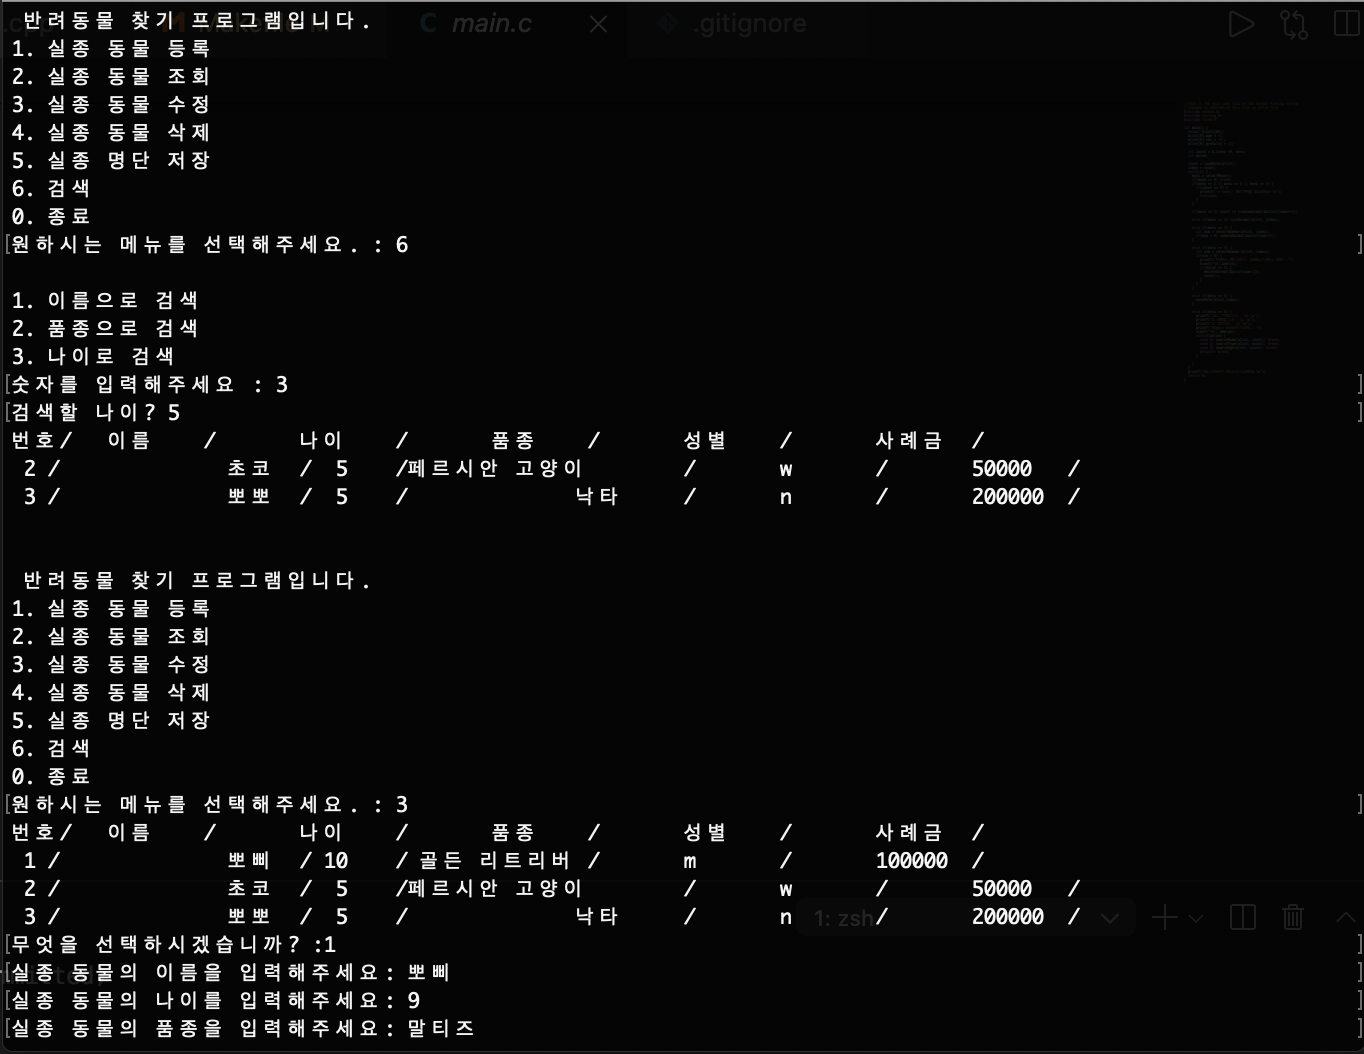 반려동물 찾기 프로그램입니다.
main.c
.gitignore
1. 실종 동물 등록
2. 실종 동물 조회
3. 실종 동물 수정
4. 실종 동물 삭제
5. 실종 명단 저장
6. 검색
0. 종료
[원하시는 메뉴를 선택해주세요. : 6 ]
1. 이름으로 검색
2. 품종으로 검색
3. 나이로 검색
[숫자를 입력해주세요 : 3 ]
[검색할 나이? 5 ]
번호/ 이름 / 나이 / 품종 / 성별 / 사례금 /
2 / 초코 / 5 /페르시안 고양이 / w / 50000 /
3 / 뽀뽀 / 5 / 낙타 / n / 200000 /
반려동물 찾기 프로그램입니다.
1. 실종 동물 등록
2. 실종 동물 조회
3. 실종 동물 수정
4. 실종 동물 삭제
5. 실종 명단 저장
6. 검색
0. 종료
[원하시는 메뉴를 선택해주세요. : 3 ]
번호/ 이름 / 나이 / 품종 / 성별 / 사례금 /
1 / 뽀삐 / 10 / 골든 리트리버 / m / 100000 /
2 / 초코 / 5 /페르시안 고양이 / w / 50000 /
3 / 뽀뽀 / 5 / 낙타 / n / 200000 /
1: zsh
[무엇을 선택하시겠습니까? :1 ]
[실종 동물의 이름을 입력해주세요: 뽀삐 ]
[실종 동물의 나이를 입력해주세요: 9 ]
[실종 동물의 품종을 입력해주세요: 말티즈 ]